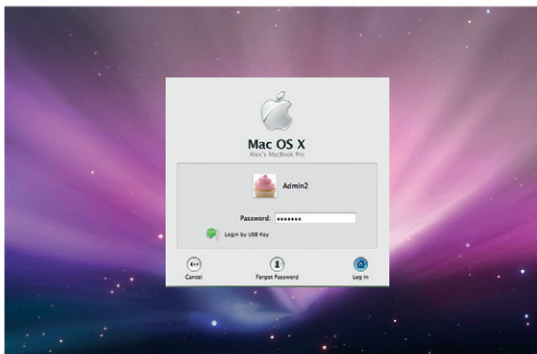 Mac OS X
Alex's MacBook Pro
Admin2
Password: •••••••
Login by USB Key
Cancel
Forgot Password
Log In